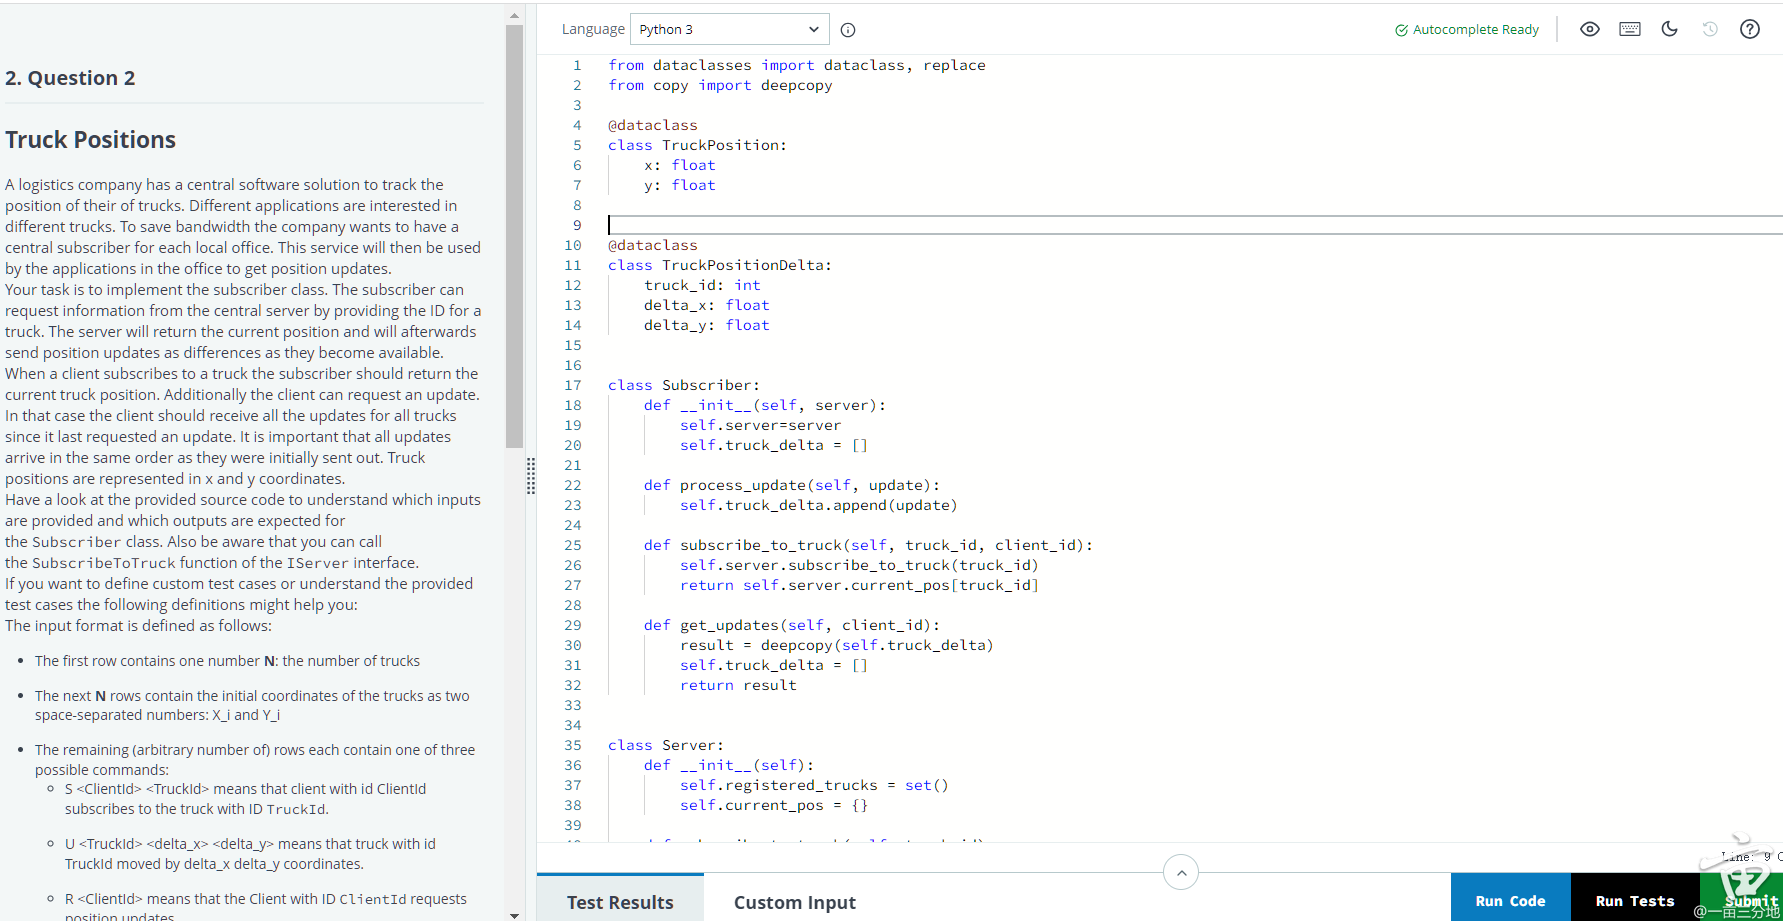 2. Question 2
Truck Positions
A logistics company has a central software solution to track the
position of their of trucks. Different applications are interested in
different trucks. To save bandwidth the company wants to have a
central subscriber for each local office. This service will then be used
by the applications in the office to get position updates.
Your task is to implement the subscriber class. The subscriber can
request information from the central server by providing the ID for a
truck. The server will return the current position and will afterwards
send position updates as differences as they become available.
When a client subscribes to a truck the subscriber should return the
current truck position. Additionally the client can request an update.
In that case the client should receive all the updates for all trucks
since it last requested an update. It is important that all updates
arrive in the same order as they were initially sent out. Truck
positions are represented in x and y coordinates.
Have a look at the provided source code to understand which inputs
are provided and which outputs are expected for
the Subscriber class. Also be aware that you can call
the SubscribeToTruck function of the IServer interface.
If you want to define custom test cases or understand the provided
test cases the following definitions might help you:
The input format is defined as follows:
• The first row contains one number N: the number of trucks
• The next N rows contain the initial coordinates of the trucks as two
space-separated numbers: X_i and Y_i
• The remaining (arbitrary number of) rows each contain one of three
possible commands:
◦ S <ClientId> <TruckId> means that client with id ClientId
subscribes to the truck with ID TruckId.
◦ U <TruckId> <delta_x> <delta_y> means that truck with id
TruckId moved by delta_x delta_y coordinates.
◦ R <ClientId> means that the Client with ID ClientId requests
position updates
Language Python 3
Autocomplete Ready
1 from dataclasses import dataclass, replace
2 from copy import deepcopy
3
4 @dataclass
5 class TruckPosition:
6 x: float
7 y: float
8
9
10 @dataclass
11 class TruckPositionDelta:
12 truck_id: int
13 delta_x: float
14 delta_y: float
15
16
17 class Subscriber:
18 def __init__(self, server):
19 self.server=server
20 self.truck_delta = []
21
22 def process_update(self, update):
23 self.truck_delta.append(update)
24
25 def subscribe_to_truck(self, truck_id, client_id):
26 self.server.subscribe_to_truck(truck_id)
27 return self.server.current_pos[truck_id]
28
29 def get_updates(self, client_id):
30 result = deepcopy(self.truck_delta)
31 self.truck_delta = []
32 return result
33
34
35 class Server:
36 def __init__(self):
37 self.registered_trucks = set()
38 self.current_pos = {}
39
Line: 9 C
Test Results
Custom Input
Run Code
Run Tests
Submit
@一亩三分地